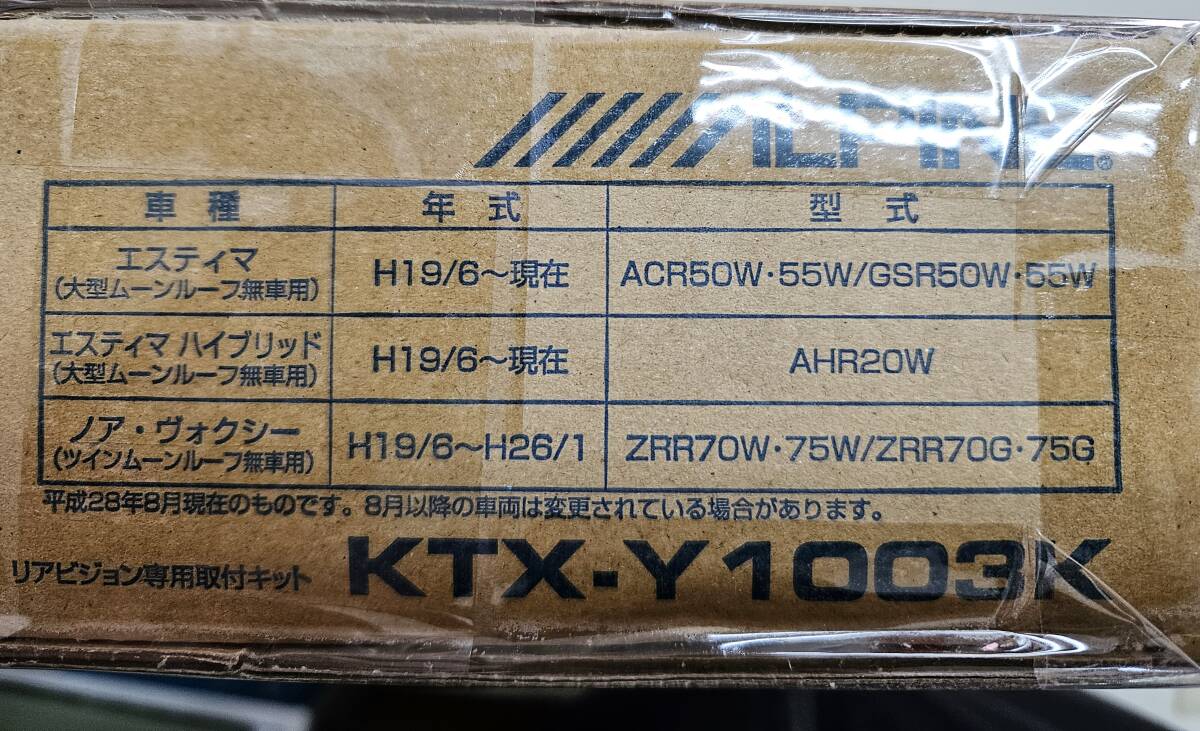 ALPINE®
車種 年式 型式
エスティマ
(大型ムーンルーフ無車用) H19/6〜現在 ACR50W・55W/GSR50W・55W
エスティマ ハイブリッド
(大型ムーンルーフ無車用) H19/6〜現在 AHR20W
ノア・ヴォクシー
(ツインムーンルーフ無車用) H19/6〜H26/1 ZRR70W・75W/ZRR70G・75G
平成28年8月現在のものです。8月以降の車両は変更されている場合があります。
リアビジョン専用取付キット KTX-Y1003K